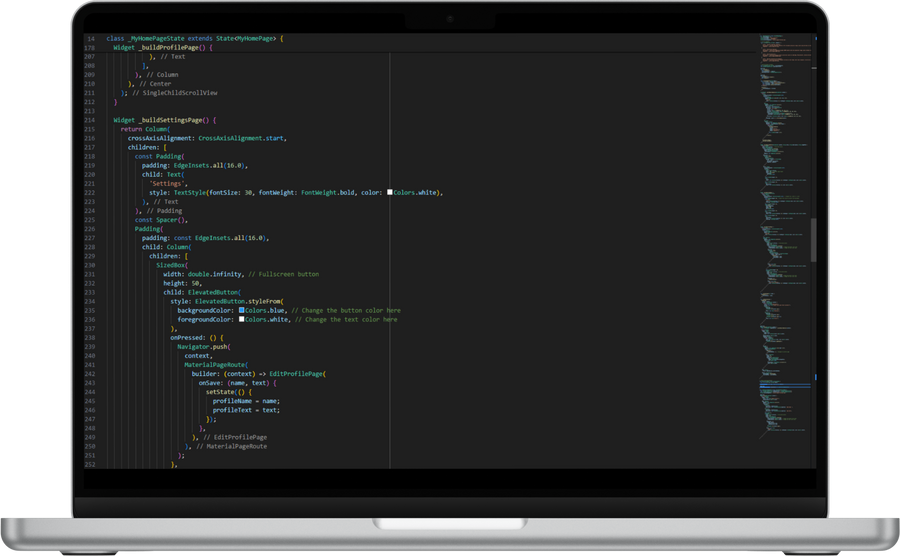 14 class _MyHomePageState extends State<MyHomePage> {
178 Widget _buildProfilePage() {
207 ), // Text
208 ],
209 ), // Column
210 ), // Center
211 ); // SingleChildScrollView
212 }
213
214 Widget _buildSettingsPage() {
215 return Column(
216 crossAxisAlignment: CrossAxisAlignment.start,
217 children: [
218 const Padding(
219 padding: EdgeInsets.all(16.0),
220 child: Text(
221 'Settings',
222 style: TextStyle(fontSize: 30, fontWeight: FontWeight.bold, color: Colors.white),
223 ), // Text
224 ), // Padding
225 const Spacer(),
226 Padding(
227 padding: const EdgeInsets.all(16.0),
228 child: Column(
229 children: [
230 SizedBox(
231 width: double.infinity, // Fullscreen button
232 height: 50,
233 child: ElevatedButton(
234 style: ElevatedButton.styleFrom(
235 backgroundColor: Colors.blue, // Change the button color here
236 foregroundColor: Colors.white, // Change the text color here
237 ),
238 onPressed: () {
239 Navigator.push(
240 context,
241 MaterialPageRoute(
242 builder: (context) => EditProfilePage(
243 onSave: (name, text) {
244 setState(() {
245 profileName = name;
246 profileText = text;
247 });
248 },
249 ), // EditProfilePage
250 ), // MaterialPageRoute
251 );
252 },